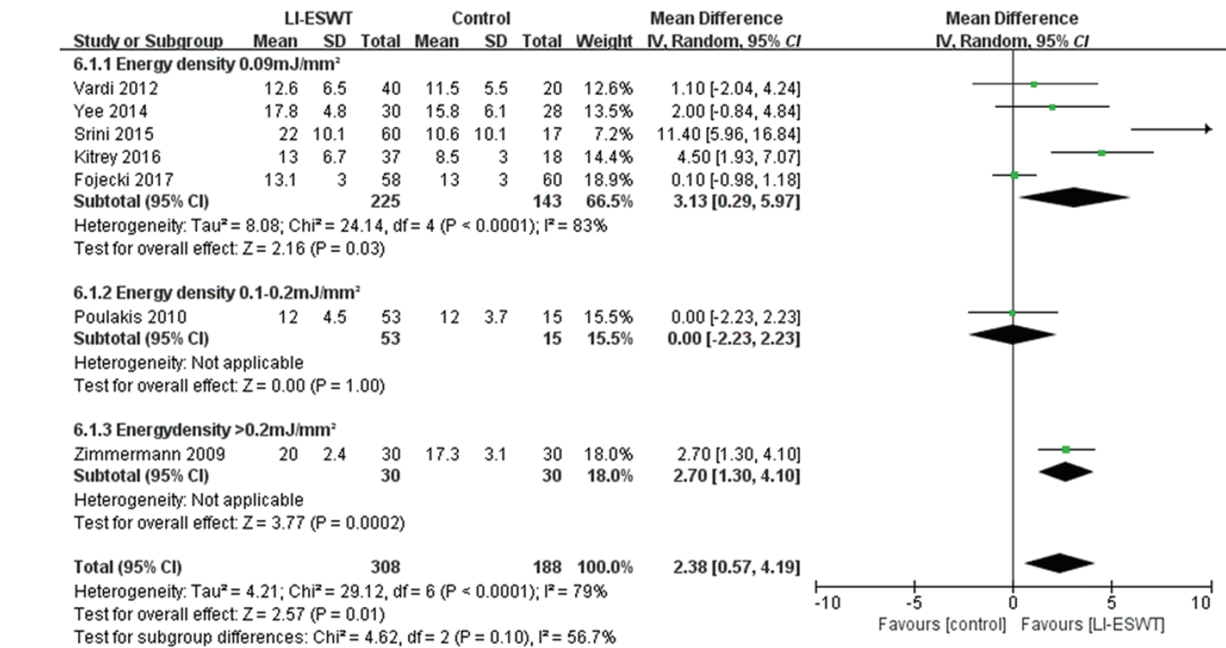 LI-ESWT Control Mean Difference Mean Difference
Study or Subgroup Mean SD Total Mean SD Total Weight IV, Random, 95% CI IV, Random, 95% CI
6.1.1 Energy density 0.09mJ/mm²
Vardi 2012 12.6 6.5 40 11.5 5.5 20 12.6% 1.10 [-2.04, 4.24]
Yee 2014 17.8 4.8 30 15.8 6.1 28 13.5% 2.00 [-0.84, 4.84]
Srini 2015 22 10.1 60 10.6 10.1 17 7.2% 11.40 [5.96, 16.84]
Kitrey 2016 13 6.7 37 8.5 3 18 14.4% 4.50 [1.93, 7.07]
Fojecki 2017 13.1 3 58 13 3 60 18.9% 0.10 [-0.98, 1.18]
Subtotal (95% CI) 225 143 66.5% 3.13 [0.29, 5.97]
Heterogeneity: Tau² = 8.08; Chi² = 24.14, df = 4 (P < 0.0001); I² = 83%
Test for overall effect: Z = 2.16 (P = 0.03)
6.1.2 Energy density 0.1-0.2mJ/mm²
Poulakis 2010 12 4.5 53 12 3.7 15 15.5% 0.00 [-2.23, 2.23]
Subtotal (95% CI) 53 15 15.5% 0.00 [-2.23, 2.23]
Heterogeneity: Not applicable
Test for overall effect: Z = 0.00 (P = 1.00)
6.1.3 Energydensity >0.2mJ/mm²
Zimmermann 2009 20 2.4 30 17.3 3.1 30 18.0% 2.70 [1.30, 4.10]
Subtotal (95% CI) 30 30 18.0% 2.70 [1.30, 4.10]
Heterogeneity: Not applicable
Test for overall effect: Z = 3.77 (P = 0.0002)
Total (95% CI) 308 188 100.0% 2.38 [0.57, 4.19]
Heterogeneity: Tau² = 4.21; Chi² = 29.12, df = 6 (P < 0.0001); I² = 79%
Test for overall effect: Z = 2.57 (P = 0.01)
Test for subgroup differences: Chi² = 4.62, df = 2 (P = 0.10), I² = 56.7%
-10 -5 0 5 10
Favours [control] Favours [LI-ESWT]